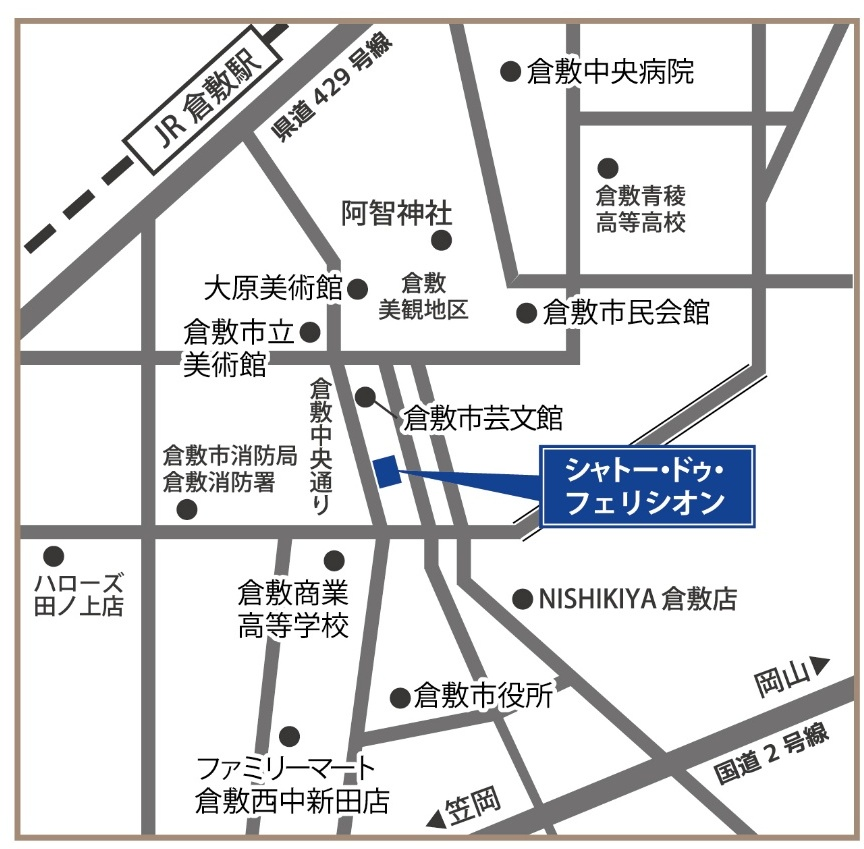 JR 倉敷駅
県道 429 号線
倉敷中央病院
倉敷青稜
高等高校
阿智神社
大原美術館
倉敷
美観地区
倉敷市立
美術館
倉敷市民会館
倉敷中央通り
倉敷市芸文館
倉敷市消防局
倉敷消防署
シャトー・ドゥ・
フェリシオン
ハローズ
田ノ上店
倉敷商業
高等学校
NISHIKIYA 倉敷店
倉敷市役所
岡山▶
国道 2 号線
ファミリーマート
倉敷西中新田店
◀笠岡